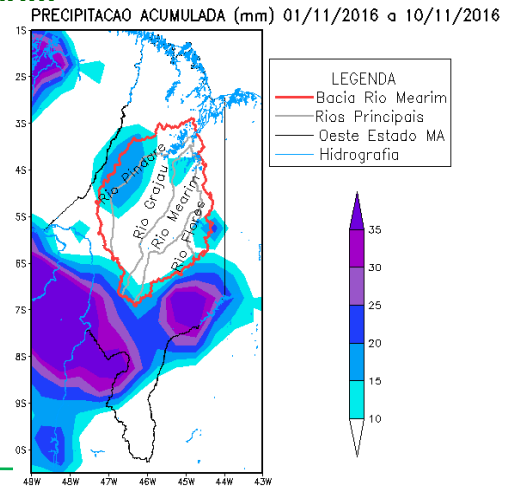 PRECIPITACAO ACUMULADA (mm) 01/11/2016 a 10/11/2016
1S
2S
3S
4S
5S
6S
7S
8S
9S
0S
48W
47W
46W
45W
44W
43W
Rio Pindare
Rio Grajau
Rio Mearim
Rio Flores
LEGENDA
Bacia Rio Mearim
Rios Principais
Oeste Estado MA
Hidrografia
35
30
25
20
15
10